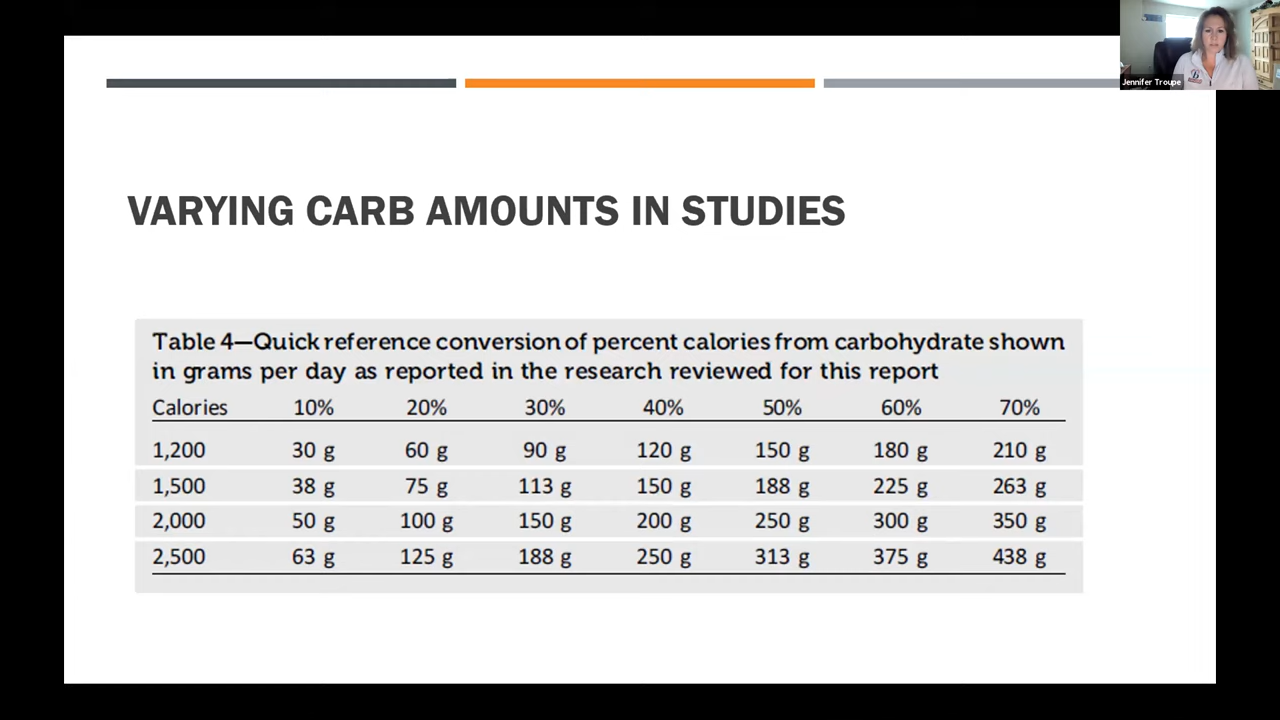 Jennifer Troupe
VARYING CARB AMOUNTS IN STUDIES
Table 4—Quick reference conversion of percent calories from carbohydrate shown
in grams per day as reported in the research reviewed for this report
Calories 10% 20% 30% 40% 50% 60% 70%
1,200 30 g 60 g 90 g 120 g 150 g 180 g 210 g
1,500 38 g 75 g 113 g 150 g 188 g 225 g 263 g
2,000 50 g 100 g 150 g 200 g 250 g 300 g 350 g
2,500 63 g 125 g 188 g 250 g 313 g 375 g 438 g